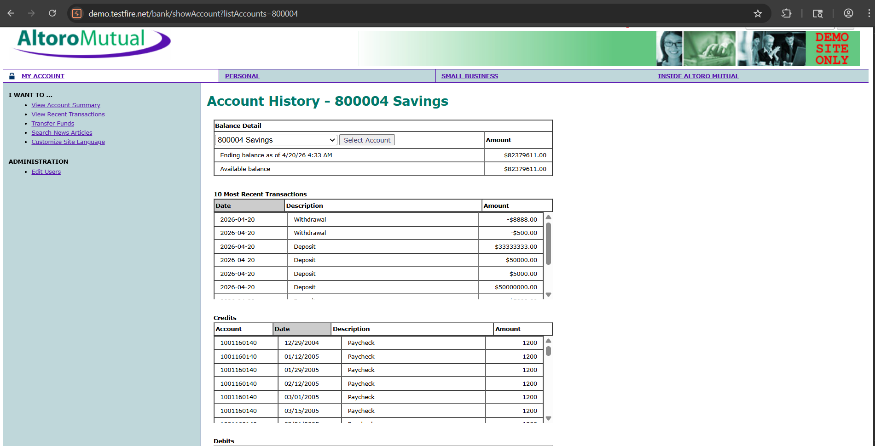 demo.testfire.net/bank/showAccount?listAccounts=800004
AltoroMutual
DEMO
SITE
ONLY
MY ACCOUNT
PERSONAL
SMALL BUSINESS
INSIDE ALTORO MUTUAL
I WANT TO ...
View Account Summary
View Recent Transactions
Transfer Funds
Search News Articles
Customize Site Language
ADMINISTRATION
Edit Users
Account History - 800004 Savings
Balance Detail
800004 Savings Select Account Amount
Ending balance as of 4/20/26 4:33 AM $82379611.00
Available balance $82379611.00
10 Most Recent Transactions
Date Description Amount
2026-04-20 Withdrawal -$8888.00
2026-04-20 Withdrawal -$500.00
2026-04-20 Deposit $33333333.00
2026-04-20 Deposit $50000.00
2026-04-20 Deposit $5000.00
2026-04-20 Deposit $50000000.00
Credits
Account Date Description Amount
1001160140 12/29/2004 Paycheck 1200
1001160140 01/12/2005 Paycheck 1200
1001160140 01/29/2005 Paycheck 1200
1001160140 02/12/2005 Paycheck 1200
1001160140 03/01/2005 Paycheck 1200
1001160140 03/15/2005 Paycheck 1200
Debits